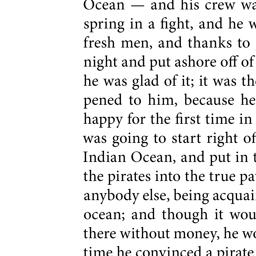 Ocean — and his crew wa
spring in a fight, and he w
fresh men, and thanks to
night and put ashore off of
he was glad of it; it was th
pened to him, because he
happy for the first time in
was going to start right of
Indian Ocean, and put in t
the pirates into the true pa
anybody else, being acquai
ocean; and though it wou
there without money, he wo
time he convinced a pirate